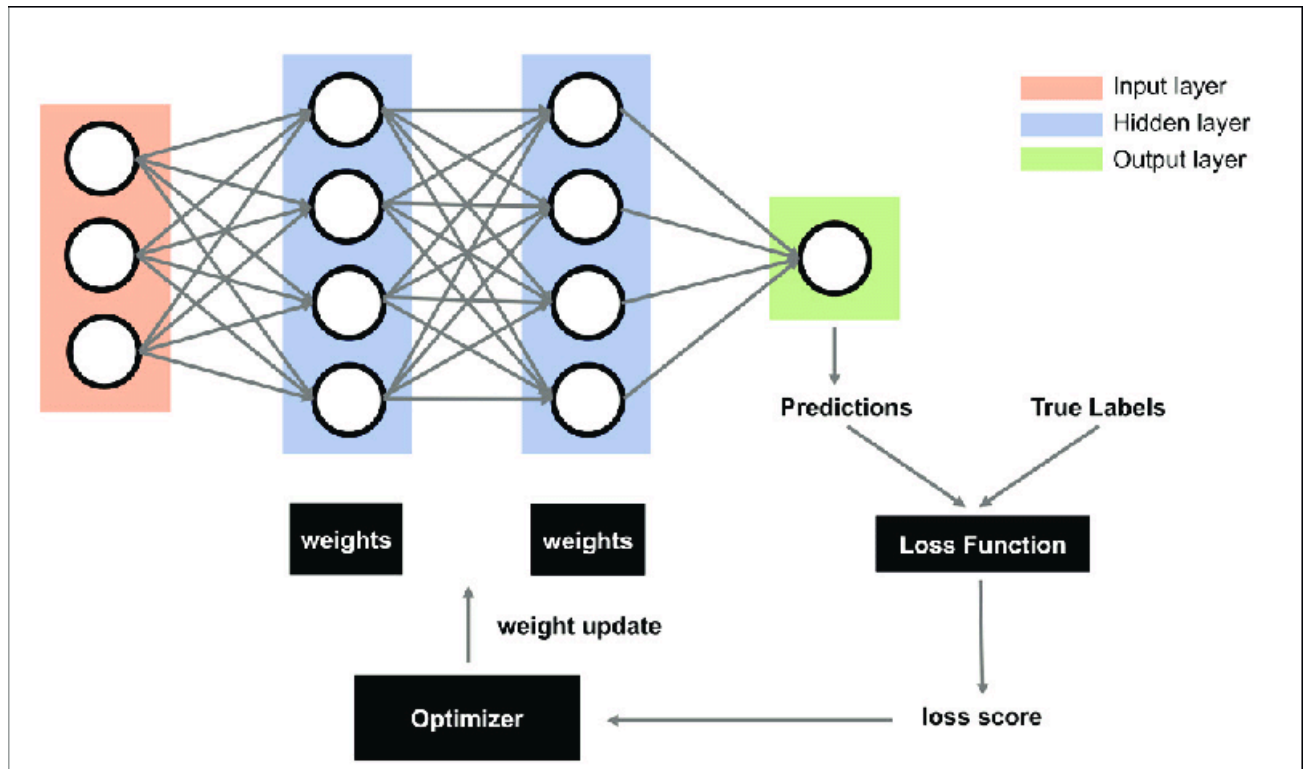 Input layer
Hidden layer
Output layer
Predictions
True Labels
weights
weights
Loss Function
weight update
Optimizer
loss score